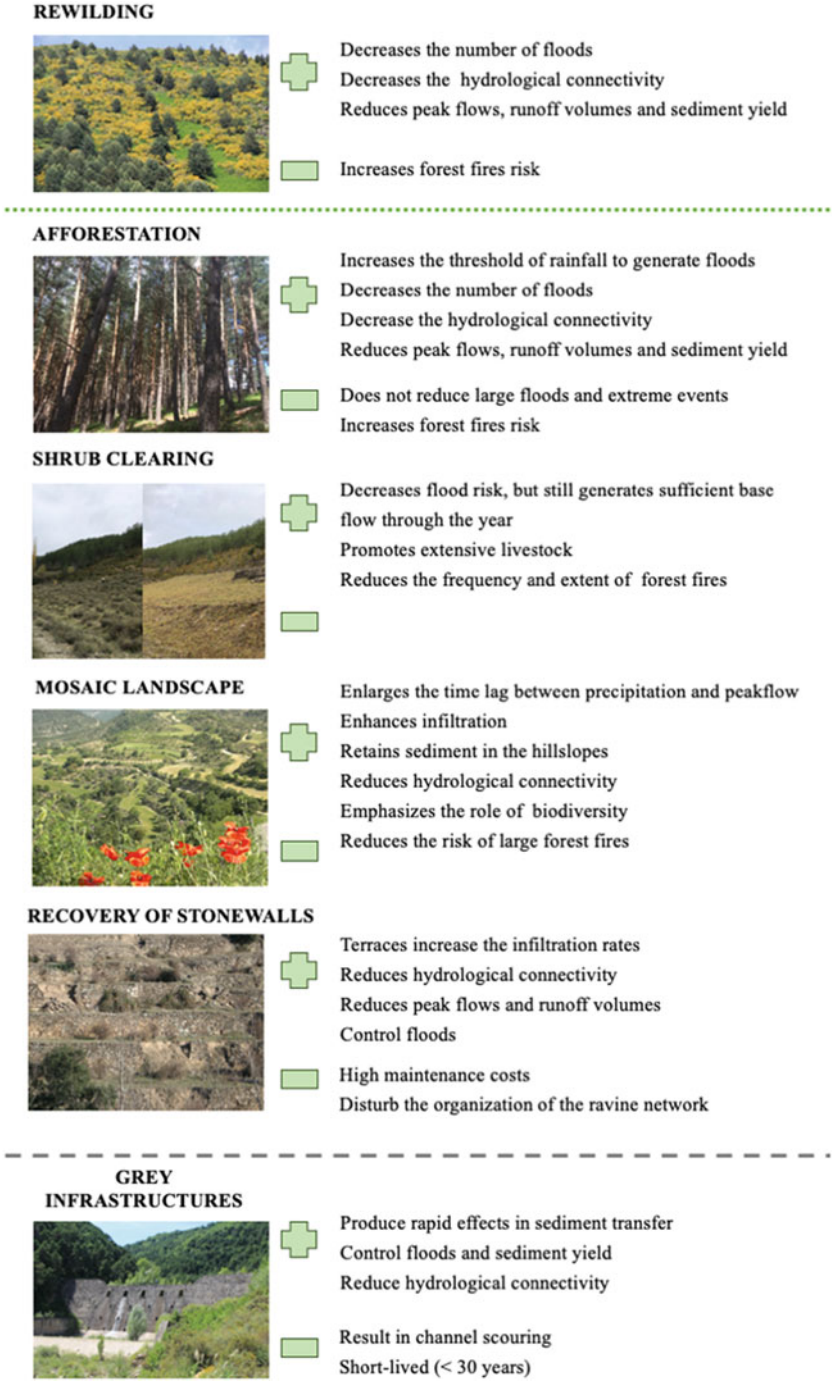 REWILDING
Decreases the number of floods
Decreases the hydrological connectivity
Reduces peak flows, runoff volumes and sediment yield
Increases forest fires risk
AFFORESTATION
Increases the threshold of rainfall to generate floods
Decreases the number of floods
Decrease the hydrological connectivity
Reduces peak flows, runoff volumes and sediment yield
Does not reduce large floods and extreme events
Increases forest fires risk
SHRUB CLEARING
Decreases flood risk, but still generates sufficient base
flow through the year
Promotes extensive livestock
Reduces the frequency and extent of forest fires
MOSAIC LANDSCAPE
Enlarges the time lag between precipitation and peakflow
Enhances infiltration
Retains sediment in the hillslopes
Reduces hydrological connectivity
Emphasizes the role of biodiversity
Reduces the risk of large forest fires
RECOVERY OF STONEWALLS
Terraces increase the infiltration rates
Reduces hydrological connectivity
Reduces peak flows and runoff volumes
Control floods
High maintenance costs
Disturb the organization of the ravine network
GREY
INFRASTRUCTURES
Produce rapid effects in sediment transfer
Control floods and sediment yield
Reduce hydrological connectivity
Result in channel scouring
Short-lived (< 30 years)